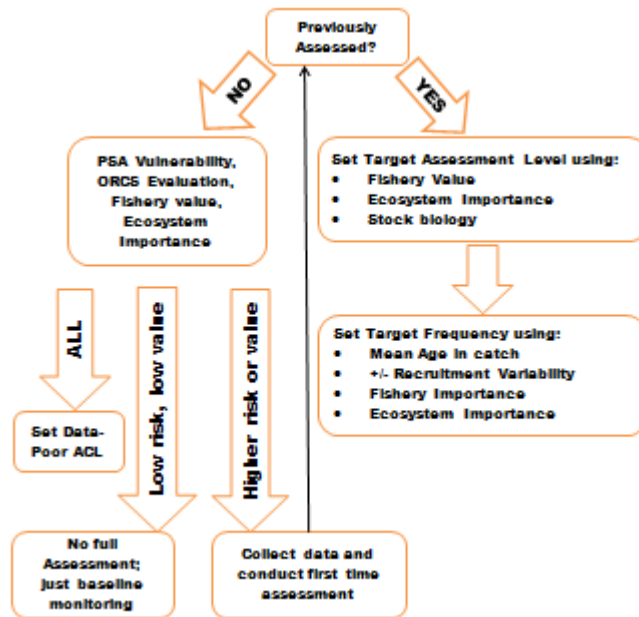 Previously
Assessed?
NO
YES
PSA Vulnerability,
ORCS Evaluation,
Fishery value,
Ecosystem
Importance
Set Target Assessment Level using:
• Fishery Value
• Ecosystem Importance
• Stock biology
Set Target Frequency using:
• Mean Age in catch
• +/- Recruitment Variability
• Fishery Importance
• Ecosystem Importance
ALL
Low risk, low value
Higher risk or value
Set Data-
Poor ACL
No full
Assessment;
just baseline
monitoring
Collect data and
conduct first time
assessment